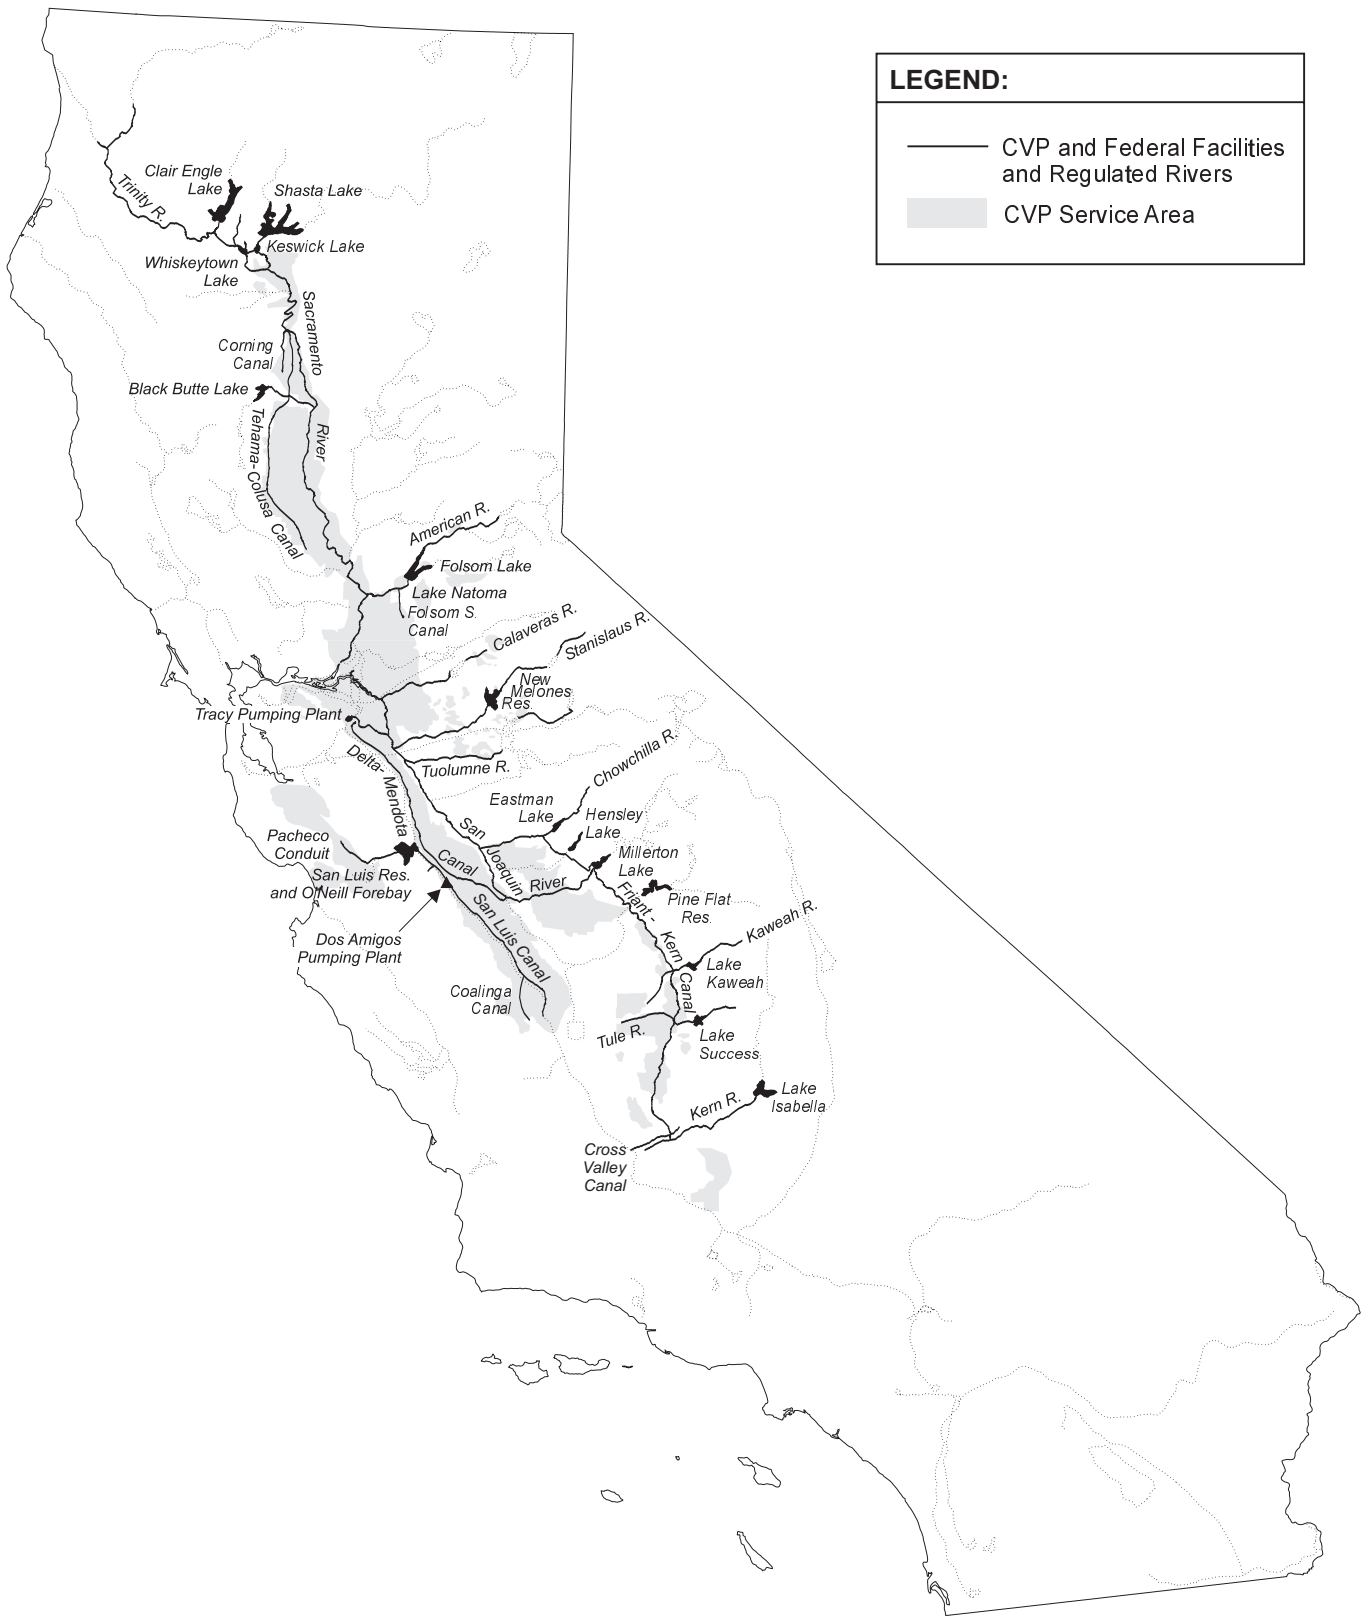 LEGEND:
CVP and Federal Facilities
and Regulated Rivers
CVP Service Area
Clair Engle
Lake
Shasta Lake
Trinity R.
Keswick Lake
Whiskeytown
Lake
Sacramento
River
Corning
Canal
Black Butte Lake
Tehama-Colusa Canal
American R.
Folsom Lake
Lake Natoma
Folsom S.
Canal
Calaveras R.
Stanislaus R.
New
Melones
Res.
Tracy Pumping Plant
Delta-
Mendota
Canal
Tuolumne R.
Chowchilla R.
Eastman
Lake
Hensley
Lake
San
Joaquin
River
Millerton
Lake
Pacheco
Conduit
San Luis Res.
and O'Neill Forebay
Pine Flat
Res.
Friant-
Kern
Canal
San Luis Canal
Dos Amigos
Pumping Plant
Kaweah R.
Lake
Kaweah
Coalinga
Canal
Tule R.
Lake
Success
Lake
Isabella
Kern R.
Cross
Valley
Canal